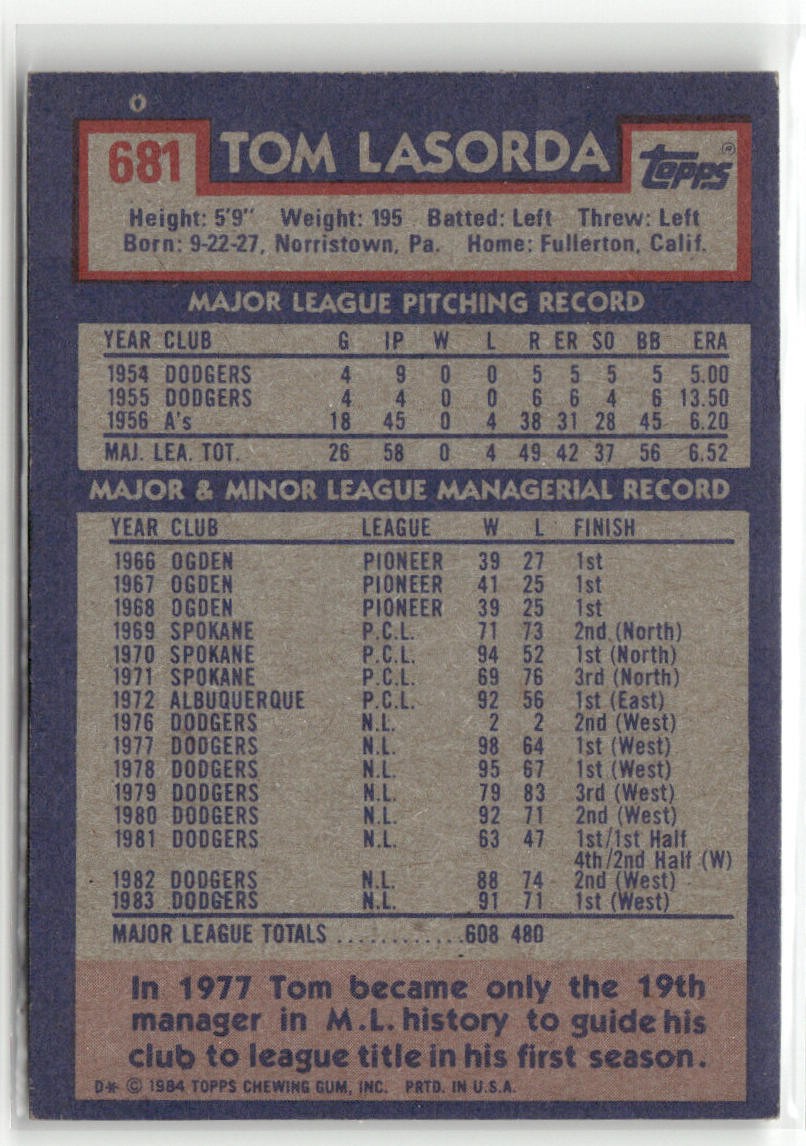 681 TOM LASORDA topps®
Height: 5'9" Weight: 195 Batted: Left Threw: Left
Born: 9-22-27, Norristown, Pa. Home: Fullerton, Calif.
MAJOR LEAGUE PITCHING RECORD
YEAR CLUB G IP W L R ER SO BB ERA
1954 DODGERS 4 9 0 0 5 5 5 5 5.00
1955 DODGERS 4 4 0 0 6 6 4 6 13.50
1956 A's 18 45 0 4 38 31 28 45 6.20
MAJ. LEA. TOT. 26 58 0 4 49 42 37 56 6.52
MAJOR & MINOR LEAGUE MANAGERIAL RECORD
YEAR CLUB LEAGUE W L FINISH
1966 OGDEN PIONEER 39 27 1st
1967 OGDEN PIONEER 41 25 1st
1968 OGDEN PIONEER 39 25 1st
1969 SPOKANE P.C.L. 71 73 2nd (North)
1970 SPOKANE P.C.L. 94 52 1st (North)
1971 SPOKANE P.C.L. 69 76 3rd (North)
1972 ALBUQUERQUE P.C.L. 92 56 1st (East)
1976 DODGERS N.L. 2 2 2nd (West)
1977 DODGERS N.L. 98 64 1st (West)
1978 DODGERS N.L. 95 67 1st (West)
1979 DODGERS N.L. 79 83 3rd (West)
1980 DODGERS N.L. 92 71 2nd (West)
1981 DODGERS N.L. 63 47 1st/1st Half
4th/2nd Half (W)
1982 DODGERS N.L. 88 74 2nd (West)
1983 DODGERS N.L. 91 71 1st (West)
MAJOR LEAGUE TOTALS ............608 480
In 1977 Tom became only the 19th
manager in M.L. history to guide his
club to league title in his first season.
D* © 1984 TOPPS CHEWING GUM, INC. PRTD. IN U.S.A.